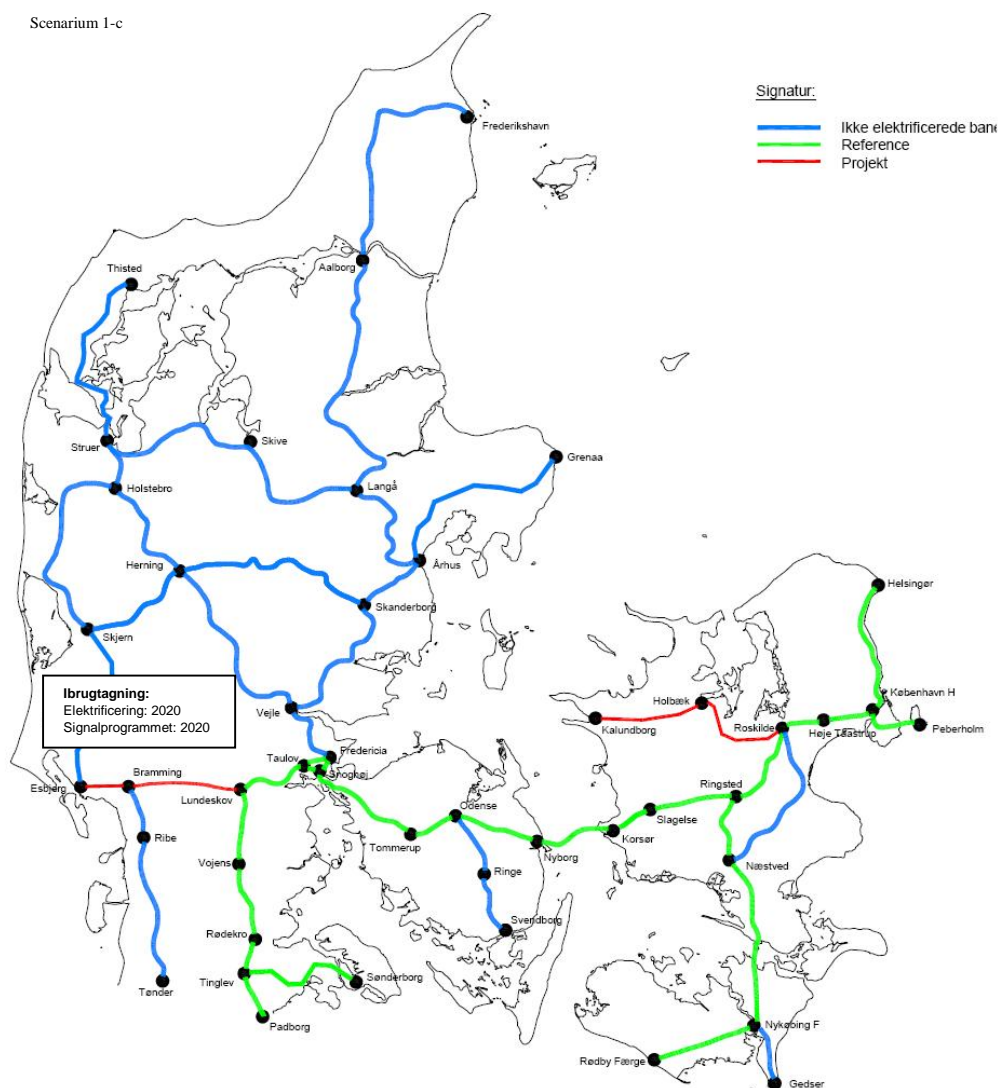 Scenarium 1-c
Signatur:
Ikke elektrificerede bane
Reference
Projekt
Frederikshavn
Aalborg
Thisted
Struer
Skive
Grenaa
Holstebro
Langå
Herning
Århus
Skanderborg
Skjern
Helsingør
Ibrugtagning:
Elektrificering: 2020
Signalprogrammet: 2020
Vejle
Holbæk
København H
Kalundborg
Roskilde
Høje Taastrup
Peberholm
Fredericia
Taulov
Snoghøj
Bramming
Esbjerg
Lundeskov
Ringsted
Odense
Slagelse
Ribe
Tommerup
Nyborg
Korsør
Vojens
Ringe
Næstved
Svendborg
Rødekro
Tinglev
Sønderborg
Tønder
Padborg
Nykøbing F
Rødby Færge
Gedser